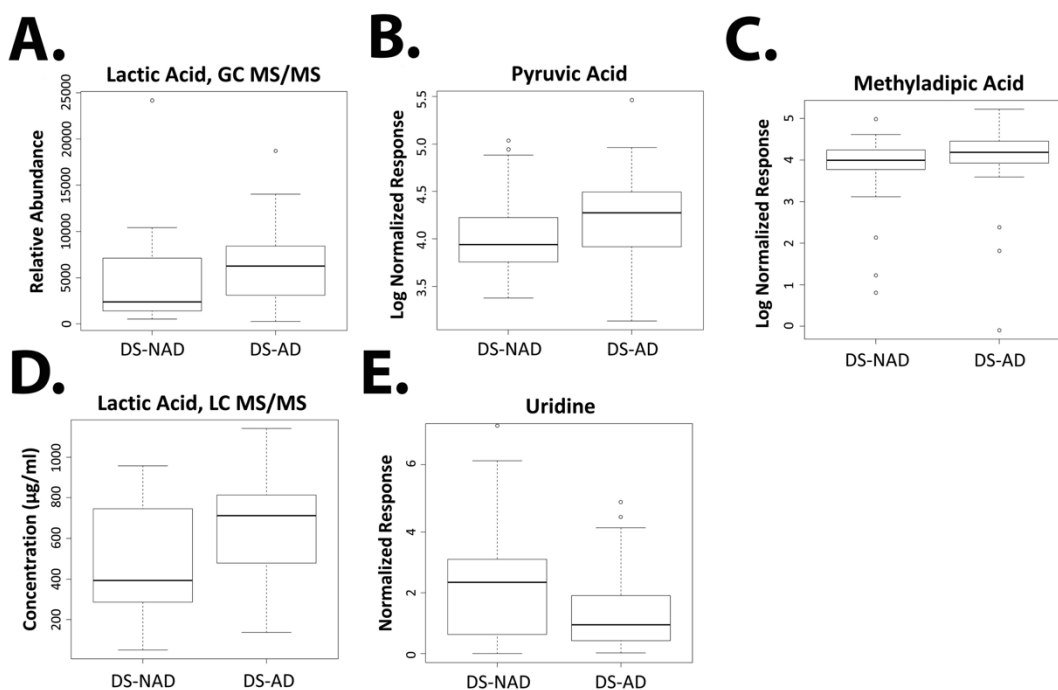 A.
Lactic Acid, GC MS/MS
Relative Abundance
25000
20000
15000
10000
5000
0
DS-NAD DS-AD
B.
Pyruvic Acid
Log Normalized Response
5.5
5.0
4.5
4.0
3.5
DS-NAD DS-AD
C.
Methyladipic Acid
Log Normalized Response
5
4
3
2
1
0
DS-NAD DS-AD
D.
Lactic Acid, LC MS/MS
Concentration (µg/ml)
1000
800
600
400
200
DS-NAD DS-AD
E.
Uridine
Normalized Response
6
4
2
0
DS-NAD DS-AD